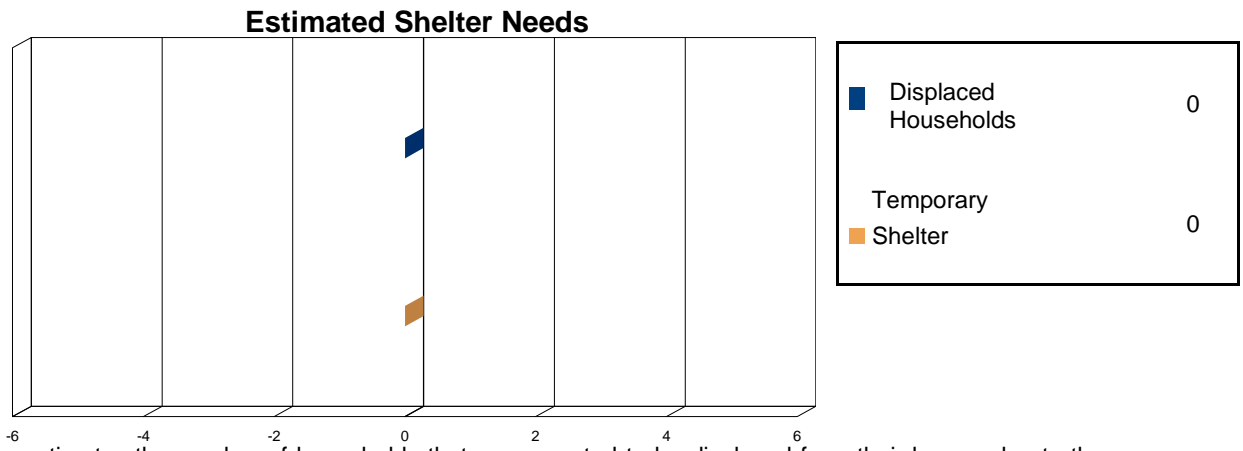 Estimated Shelter Needs
Displaced
Households 0
Temporary
Shelter 0
-6 -4 -2 0 2 4 6